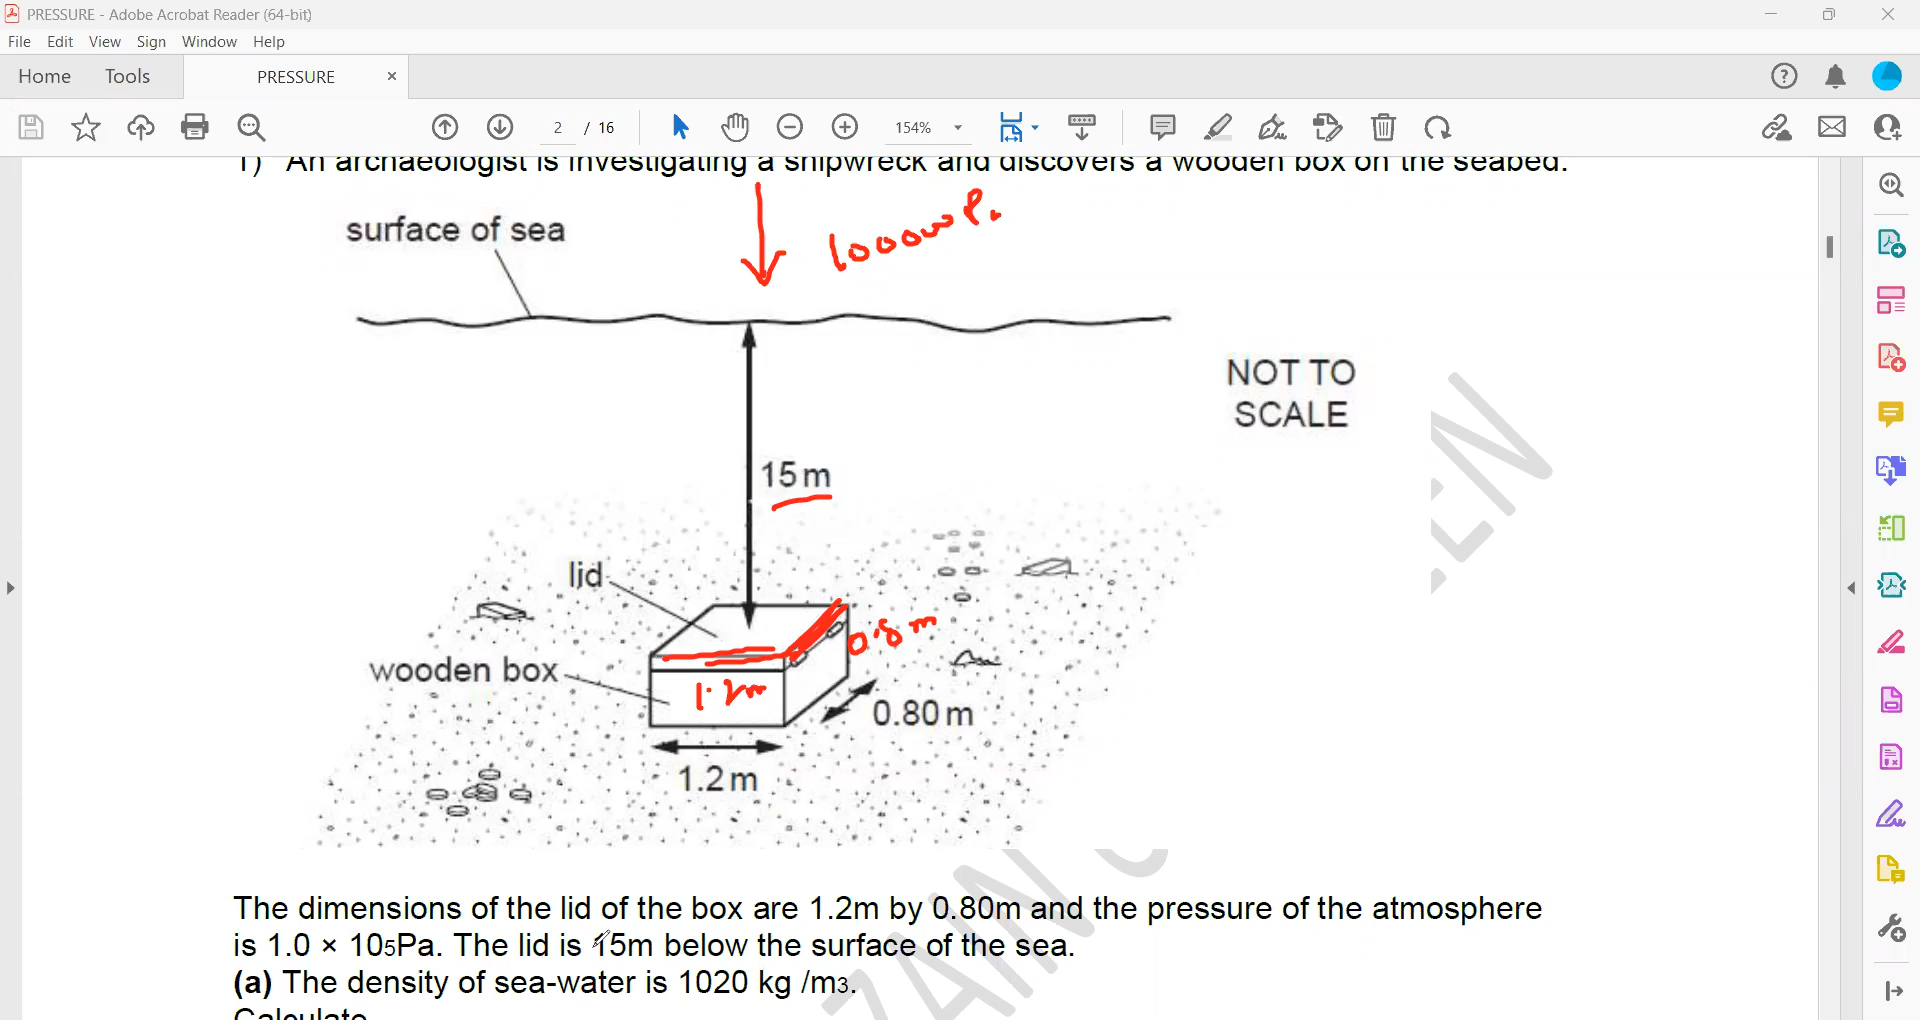 PRESSURE - Adobe Acrobat Reader (64-bit)
File Edit View Sign Window Help
Home Tools PRESSURE ×
2 / 16 154%
1) An archaeologist is investigating a shipwreck and discovers a wooden box on the seabed.
surface of sea
NOT TO
SCALE
15 m
lid
0.8 m
wooden box
1.2m
0.80 m
1.2 m
The dimensions of the lid of the box are 1.2m by 0.80m and the pressure of the atmosphere
is 1.0 × 105Pa. The lid is 15m below the surface of the sea.
(a) The density of sea-water is 1020 kg /m3.
Calculate
ZAIN